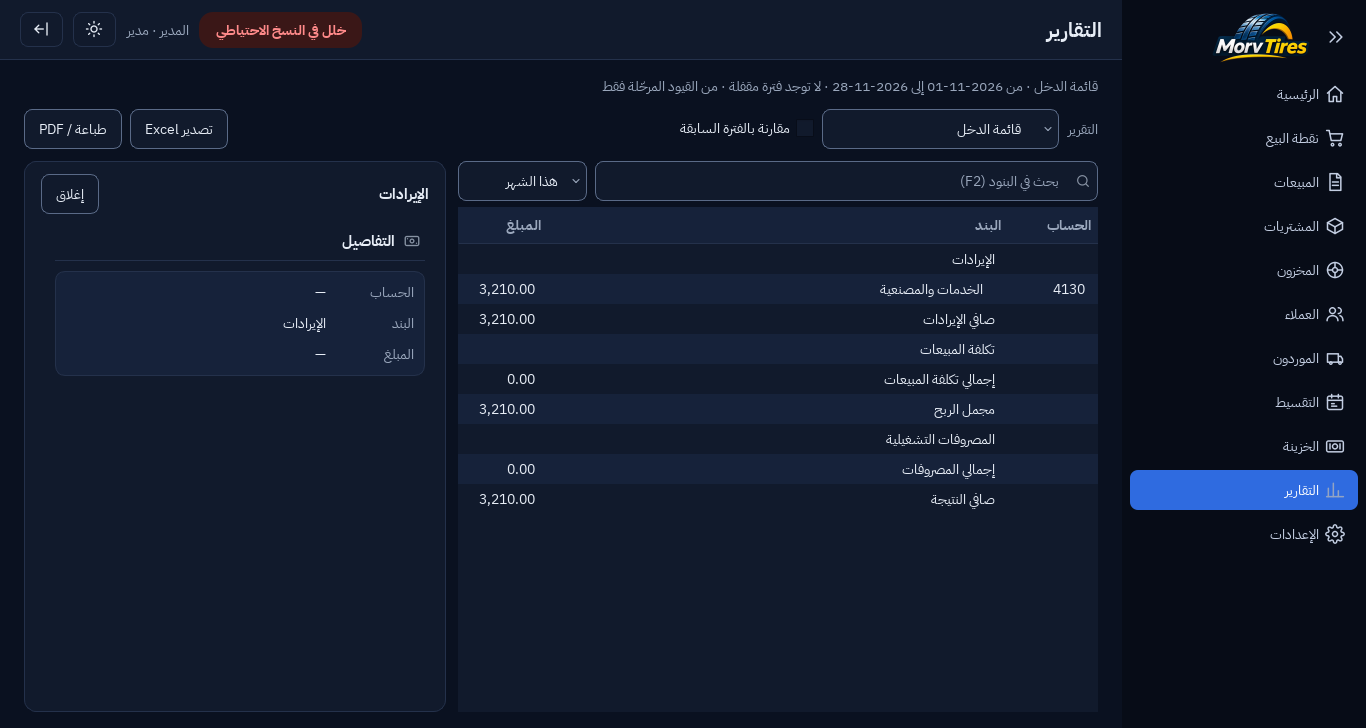 Morv Tires
الرئيسية
نقطة البيع
المبيعات
المشتريات
المخزون
العملاء
الموردون
التقسيط
الخزينة
التقارير
الإعدادات
التقارير
خلل في النسخ الاحتياطي
المدير · مدير
قائمة الدخل · من 2026-11-01 إلى 2026-11-28 · لا توجد فترة مقفلة · من القيود المرحّلة فقط
التقرير
قائمة الدخل
مقارنة بالفترة السابقة
تصدير Excel
طباعة / PDF
بحث في البنود (F2)
هذا الشهر
الحساب البند المبلغ
الإيرادات
4130 الخدمات والمصنعية 3,210.00
صافي الإيرادات 3,210.00
تكلفة المبيعات
إجمالي تكلفة المبيعات 0.00
مجمل الربح 3,210.00
المصروفات التشغيلية
إجمالي المصروفات 0.00
صافي النتيجة 3,210.00
الإيرادات
إغلاق
التفاصيل
الحساب —
البند الإيرادات
المبلغ —